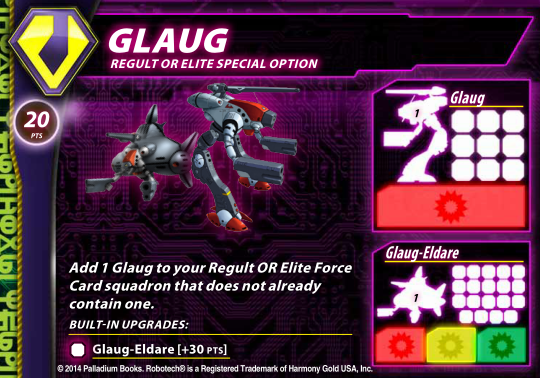 GLAUG
REGULT OR ELITE SPECIAL OPTION
20
PTS
Glaug
1
Add 1 Glaug to your Regult OR Elite Force
Card squadron that does not already
contain one.
BUILT-IN UPGRADES:
Glaug-Eldare [+30 PTS]
Glaug-Eldare
1
© 2014 Palladium Books. Robotech® is a Registered Trademark of Harmony Gold USA, Inc.